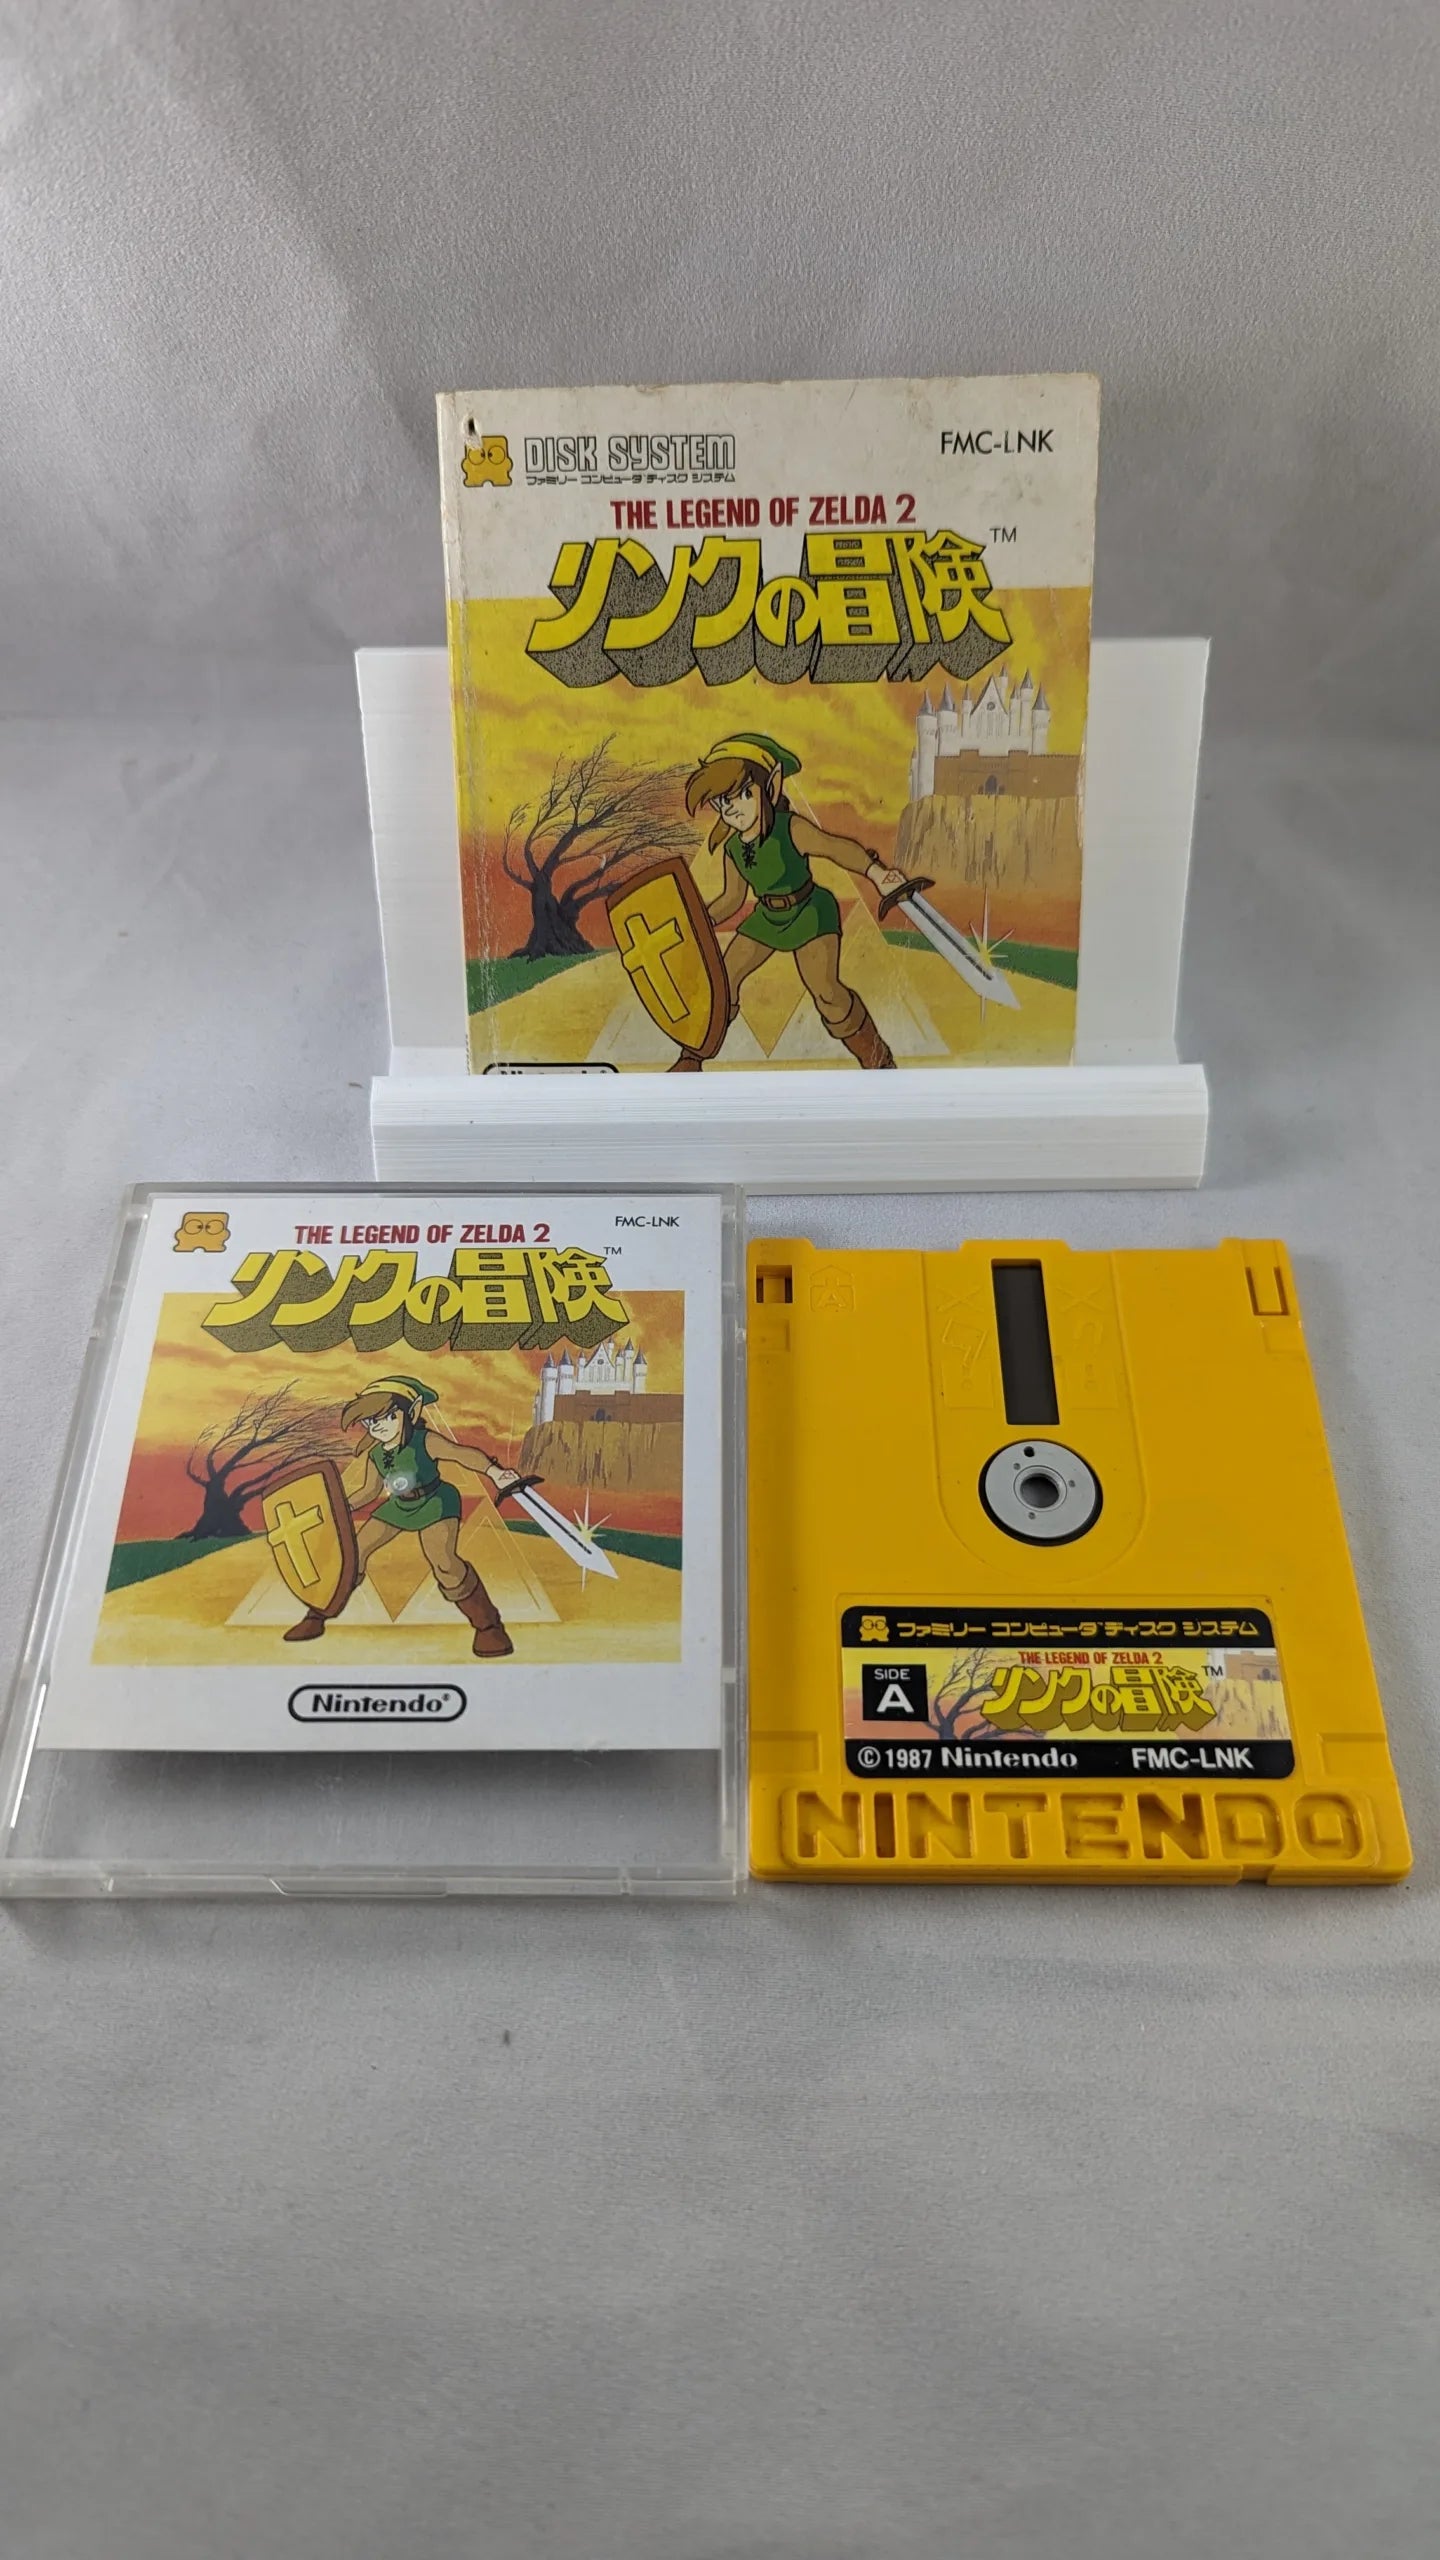 DISK SYSTEM
ファミリー コンピュータ ディスク システム
FMC-LNK
THE LEGEND OF ZELDA 2
リンクの冒険 TM
Nintendo
FMC-LNK
THE LEGEND OF ZELDA 2
リンクの冒険 TM
Nintendo®
A
ファミリー コンピュータ ディスク システム
THE LEGEND OF ZELDA 2
SIDE
A
リンクの冒険 TM
© 1987 Nintendo FMC-LNK
NINTENDO